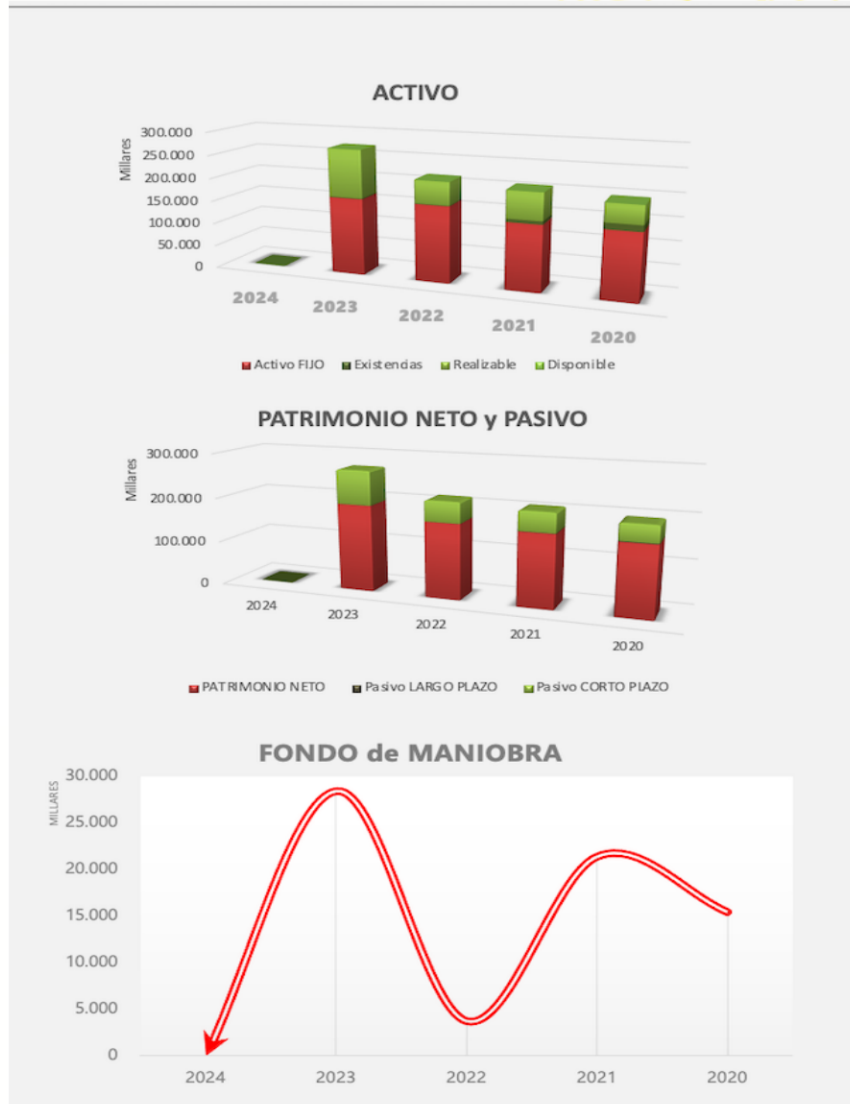 ACTIVO
Millares
300.000
250.000
200.000
150.000
100.000
50.000
0
2024
2023
2022
2021
2020
Activo FIJO
Existencias
Realizable
Disponible
PATRIMONIO NETO y PASIVO
Millares
300.000
200.000
100.000
0
2024
2023
2022
2021
2020
PATRIMONIO NETO
Pasivo LARGO PLAZO
Pasivo CORTO PLAZO
FONDO de MANIOBRA
MILLARES
30.000
25.000
20.000
15.000
10.000
5.000
0
2024
2023
2022
2021
2020